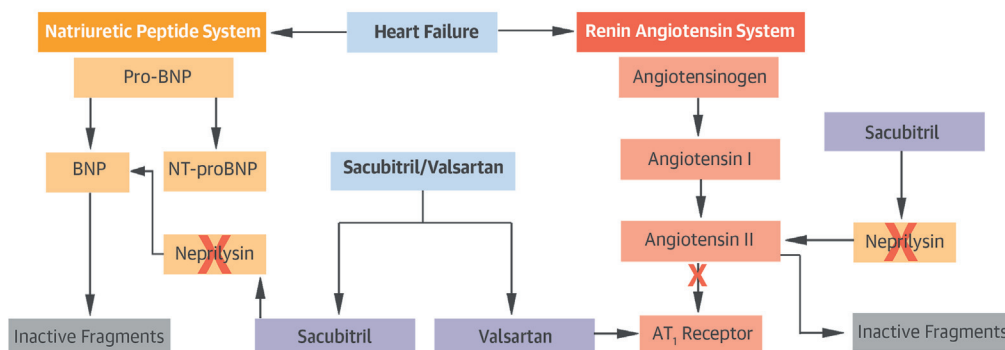 Natriuretic Peptide System
Heart Failure
Renin Angiotensin System
Pro-BNP
Angiotensinogen
Sacubitril
BNP
NT-proBNP
Sacubitril/Valsartan
Angiotensin I
Neprilysin
Angiotensin II
Neprilysin
Inactive Fragments
Sacubitril
Valsartan
AT₁ Receptor
Inactive Fragments